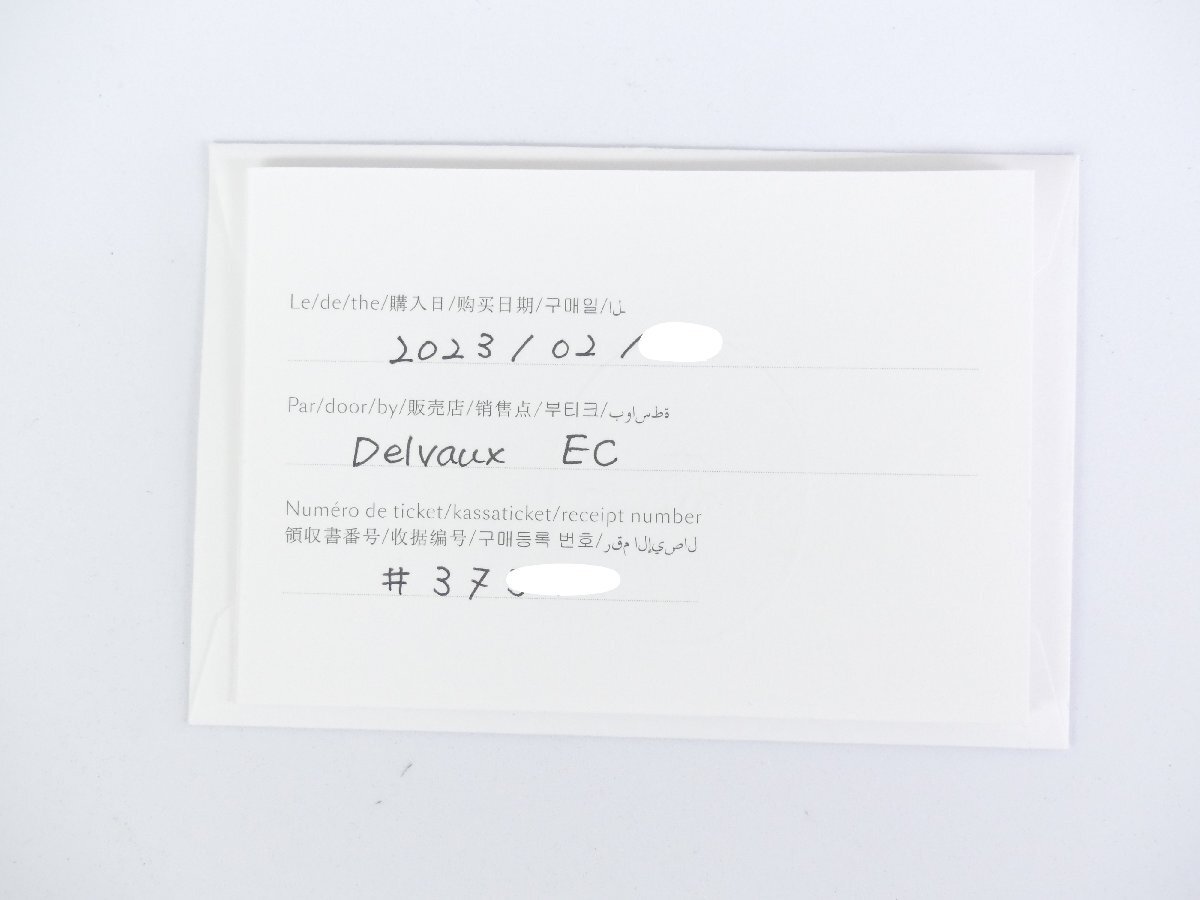 Le/de/the/購入日/购买日期/구매일/ال
2023/02/
Par/door/by/販売店/销售点/부티크/بواسطة
Delvaux EC
Numéro de ticket/kassaticket/receipt number
領収書番号/收据编号/구매등록 번호/رقم الإيصال
# 37